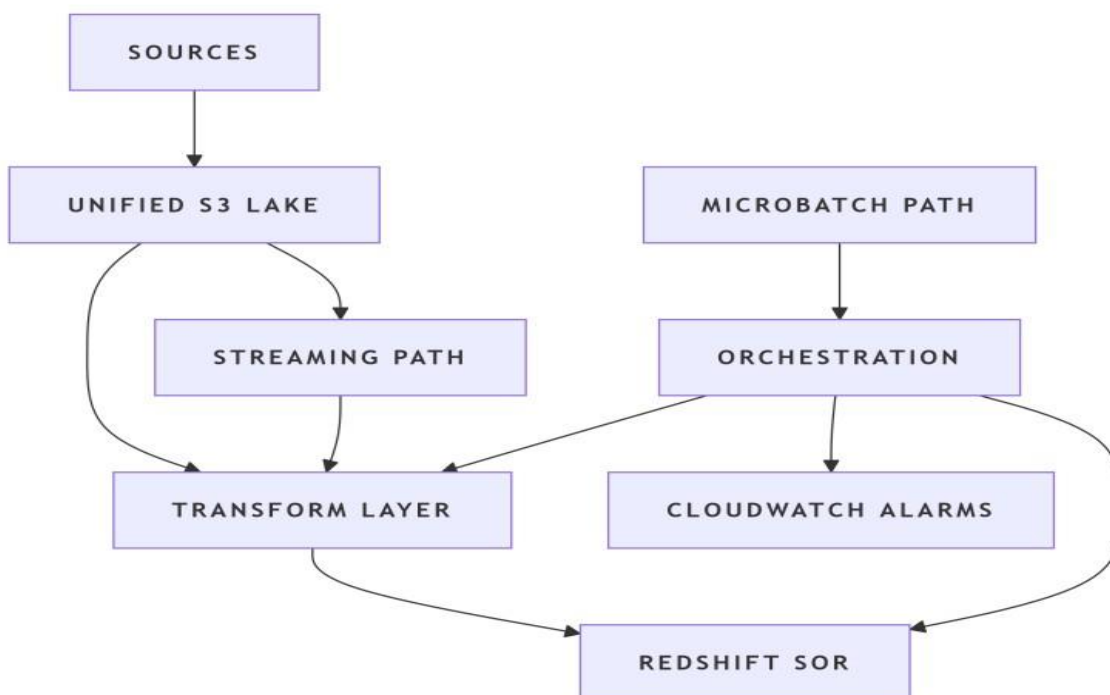 SOURCES
UNIFIED S3 LAKE
MICROBATCH PATH
STREAMING PATH
ORCHESTRATION
TRANSFORM LAYER
CLOUDWATCH ALARMS
REDSHIFT SOR